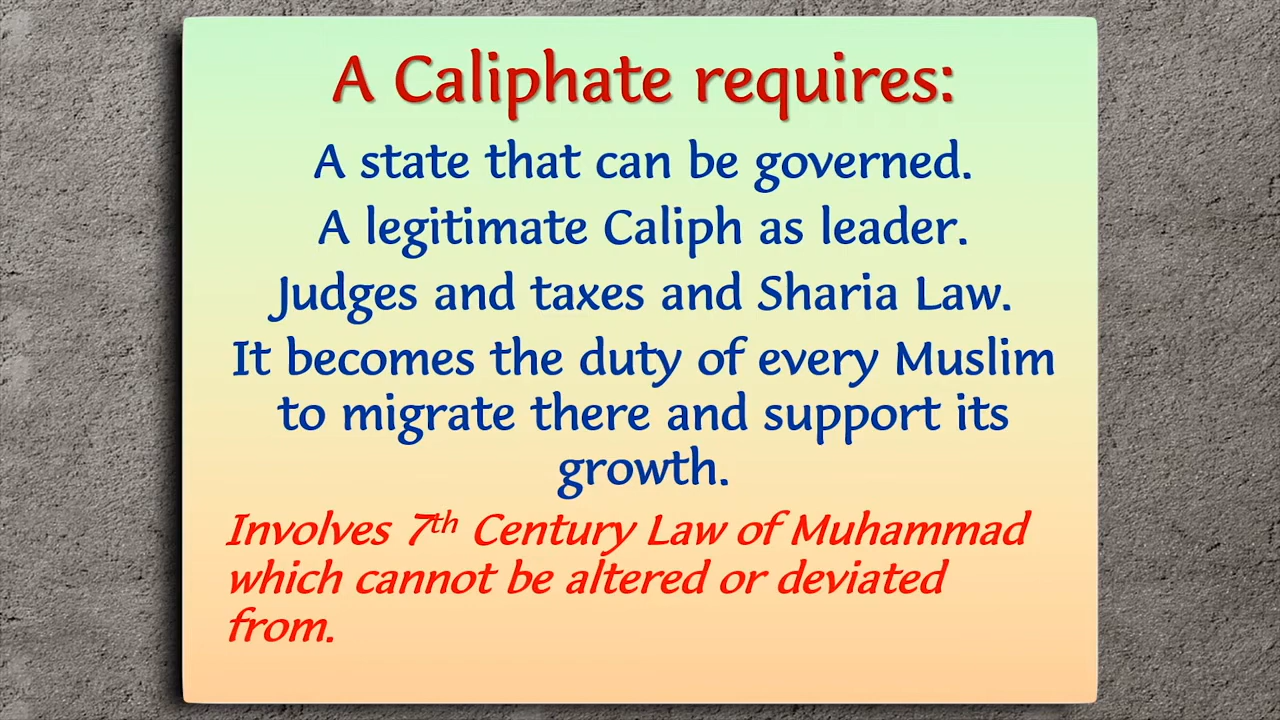 A Caliphate requires:
A state that can be governed.
A legitimate Caliph as leader.
Judges and taxes and Sharia Law.
It becomes the duty of every Muslim
to migrate there and support its
growth.
Involves 7th Century Law of Muhammad
which cannot be altered or deviated
from.